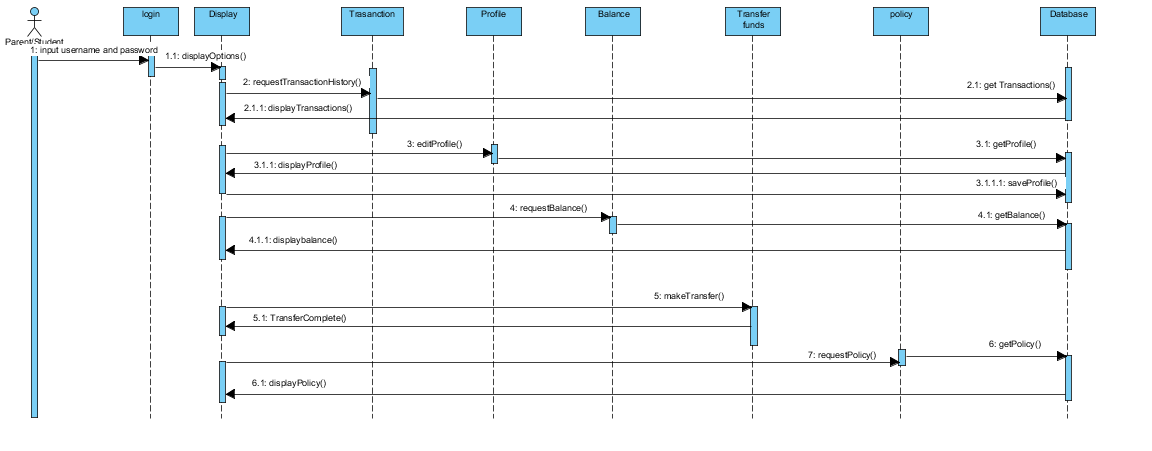 login
Display
Trasanction
Profile
Balance
Transfer
funds
policy
Database
Parent/Student
1: input username and password
1.1: displayOptions()
2: requestTransactionHistory()
2.1: get Transactions()
2.1.1: displayTransactions()
3: editProfile()
3.1: getProfile()
3.1.1: displayProfile()
3.1.1.1: saveProfile()
4: requestBalance()
4.1: getBalance()
4.1.1: displaybalance()
5: makeTransfer()
5.1: TransferComplete()
6: getPolicy()
7: requestPolicy()
6.1: displayPolicy()